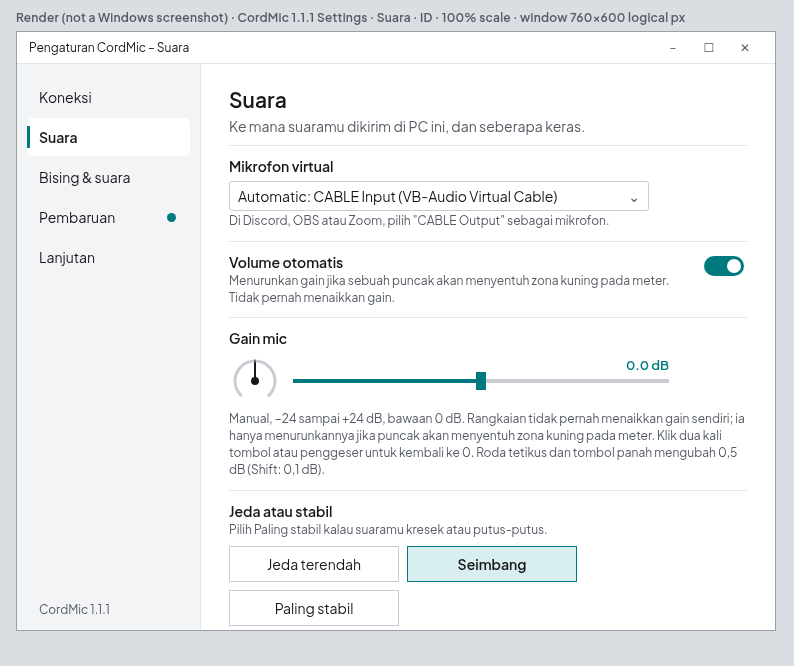 Render (not a Windows screenshot) · CordMic 1.1.1 Settings · Suara · ID · 100% scale · window 760×600 logical px
Pengaturan CordMic – Suara
Koneksi
Suara
Bising & suara
Pembaruan
Lanjutan
CordMic 1.1.1
Suara
Ke mana suaramu dikirim di PC ini, dan seberapa keras.
Mikrofon virtual
Automatic: CABLE Input (VB-Audio Virtual Cable)
Di Discord, OBS atau Zoom, pilih "CABLE Output" sebagai mikrofon.
Volume otomatis
Menurunkan gain jika sebuah puncak akan menyentuh zona kuning pada meter.
Tidak pernah menaikkan gain.
Gain mic
0.0 dB
Manual, −24 sampai +24 dB, bawaan 0 dB. Rangkaian tidak pernah menaikkan gain sendiri; ia
hanya menurunkannya jika puncak akan menyentuh zona kuning pada meter. Klik dua kali
tombol atau penggeser untuk kembali ke 0. Roda tetikus dan tombol panah mengubah 0,5
dB (Shift: 0,1 dB).
Jeda atau stabil
Pilih Paling stabil kalau suaramu kresek atau putus-putus.
Jeda terendah
Seimbang
Paling stabil